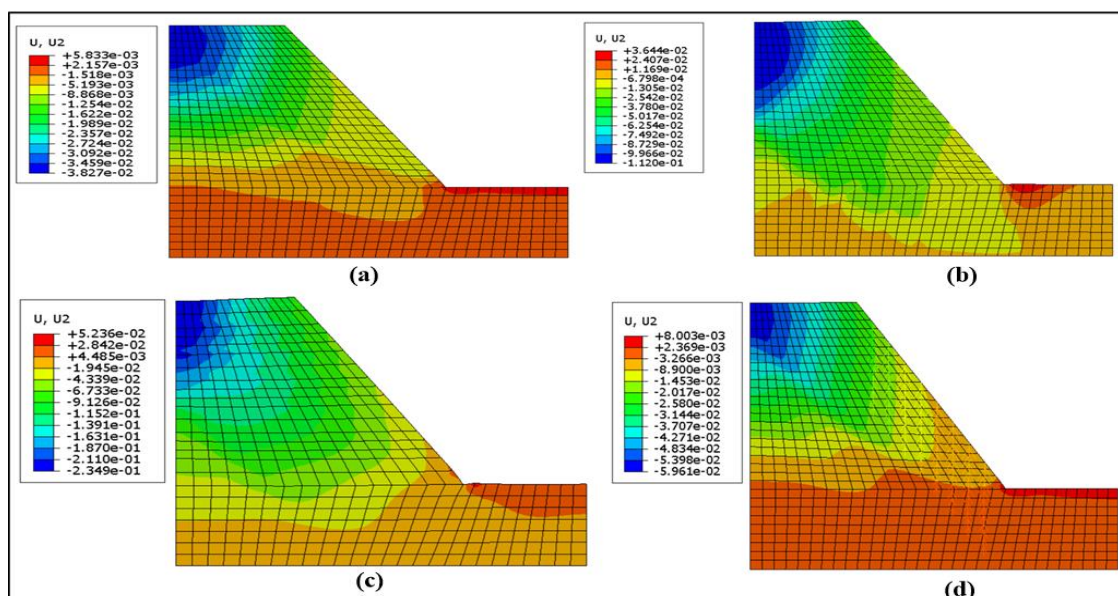 U, U2
+5.833e-03
+2.157e-03
-1.518e-03
-5.193e-03
-8.868e-03
-1.254e-02
-1.622e-02
-1.989e-02
-2.357e-02
-2.724e-02
-3.092e-02
-3.459e-02
-3.827e-02
(a)
U, U2
+3.644e-02
+2.407e-02
+1.169e-02
-6.798e-04
-1.305e-02
-2.542e-02
-3.780e-02
-5.017e-02
-6.254e-02
-7.492e-02
-8.729e-02
-9.966e-02
-1.120e-01
(b)
U, U2
+5.236e-02
+2.842e-02
+4.485e-03
-1.945e-02
-4.339e-02
-6.733e-02
-9.126e-02
-1.152e-01
-1.391e-01
-1.631e-01
-1.870e-01
-2.110e-01
-2.349e-01
(c)
U, U2
+8.003e-03
+2.369e-03
-3.266e-03
-8.900e-03
-1.453e-02
-2.017e-02
-2.580e-02
-3.144e-02
-3.707e-02
-4.271e-02
-4.834e-02
-5.398e-02
-5.961e-02
(d)